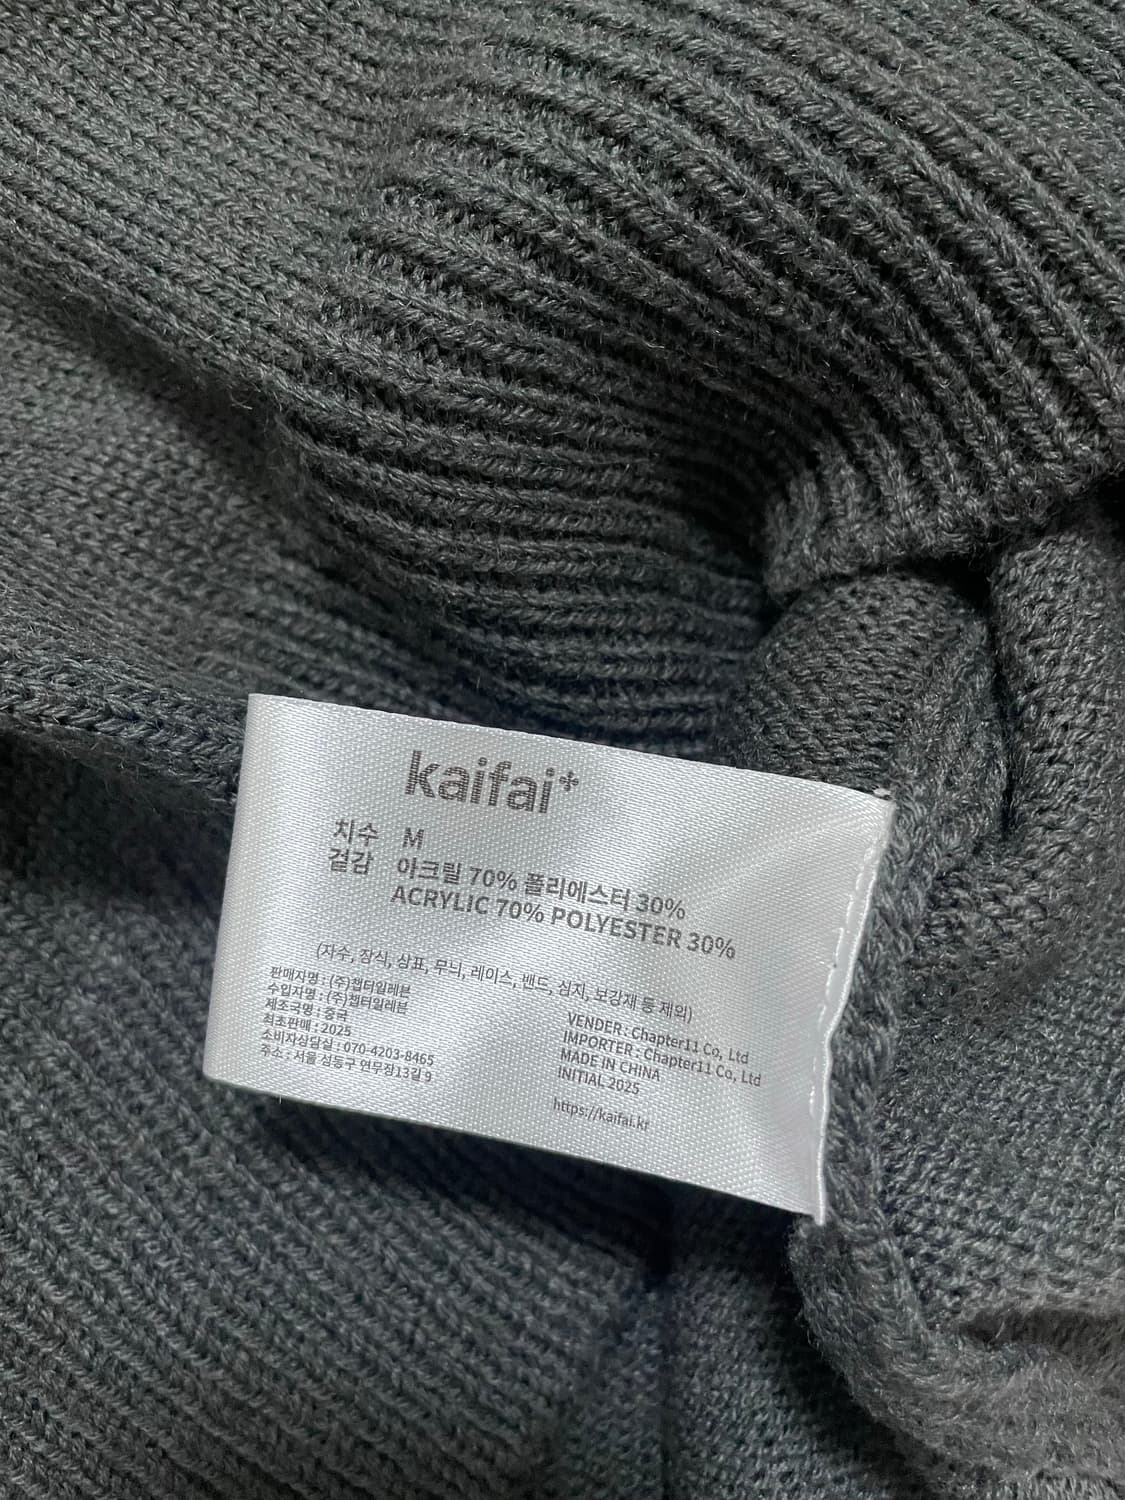 kaifai+
치수 M
겉감 아크릴 70% 폴리에스터 30%
ACRYLIC 70% POLYESTER 30%
(자수, 장식, 상표, 무늬, 레이스, 밴드, 심지, 보강재 등 제외)
판매자명 : (주)챕터일레븐
수입자명 : (주)챕터일레븐
제조국명 : 중국
최초판매 : 2025
소비자상담실 : 070-4203-8465
주소 : 서울 성동구 연무장13길 9
VENDER : Chapter11 Co, Ltd
IMPORTER : Chapter11 Co, Ltd
MADE IN CHINA
INITIAL 2025
https://kaifai.kr